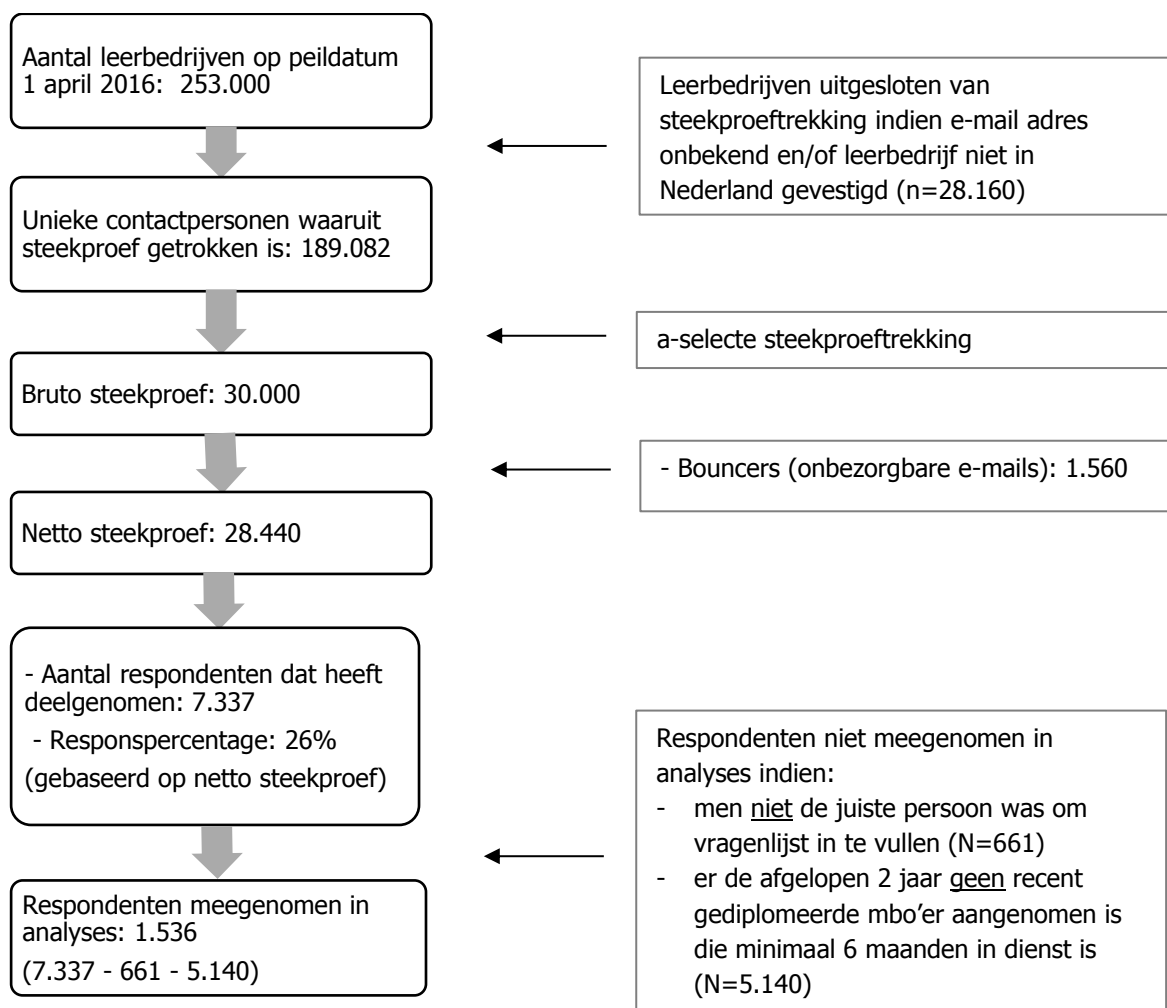 Aantal leerbedrijven op peildatum
1 april 2016:  253.000
Leerbedrijven uitgesloten van
steekproeftrekking indien e-mail adres
onbekend en/of leerbedrijf niet in
Nederland gevestigd (n=28.160)
Unieke contactpersonen waaruit
steekproef getrokken is: 189.082
a-selecte steekproeftrekking
Bruto steekproef: 30.000
- Bouncers (onbezorgbare e-mails): 1.560
Netto steekproef: 28.440
- Aantal respondenten dat heeft
deelgenomen: 7.337
- Responspercentage: 26%
(gebaseerd op netto steekproef)
Respondenten niet meegenomen in
analyses indien:
- men niet de juiste persoon was om
vragenlijst in te vullen (N=661)
- er de afgelopen 2 jaar geen recent
gediplomeerde mbo’er aangenomen is
die minimaal 6 maanden in dienst is
(N=5.140)
Respondenten meegenomen in
analyses: 1.536
(7.337 - 661 - 5.140)